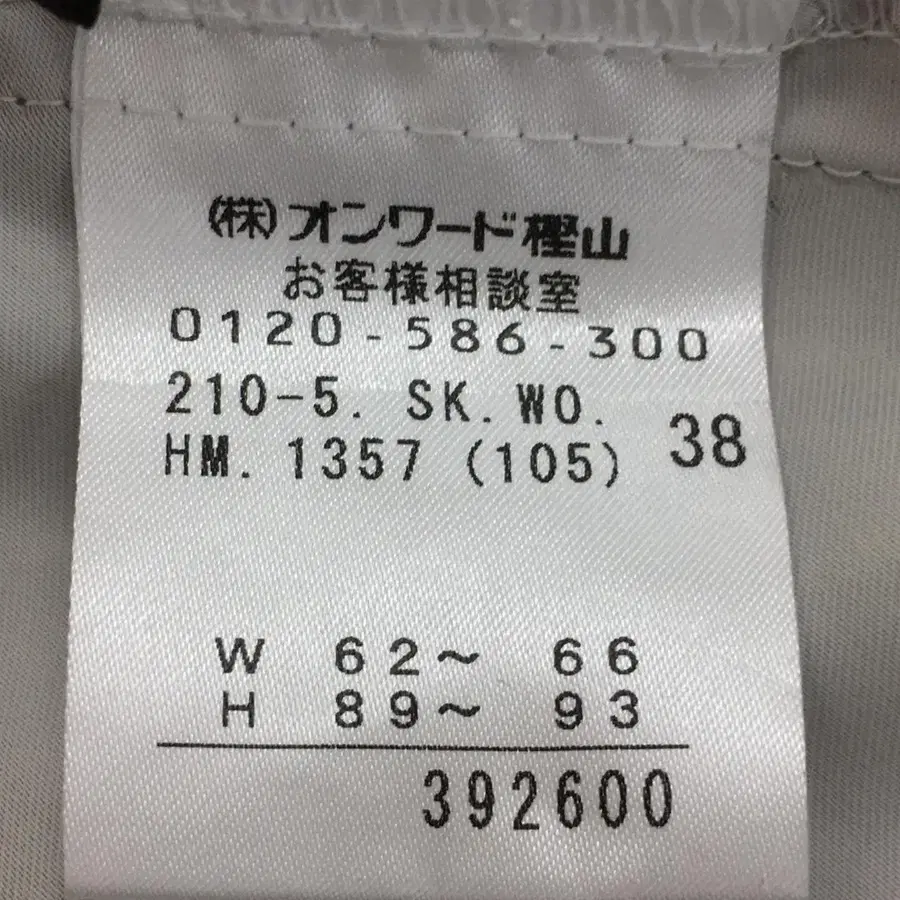 (株)オンワード樫山
お客様相談室
0120-586-300
210-5. SK.WO.
HM. 1357 (105) 38
W 62~ 66
H 89~ 93
392600